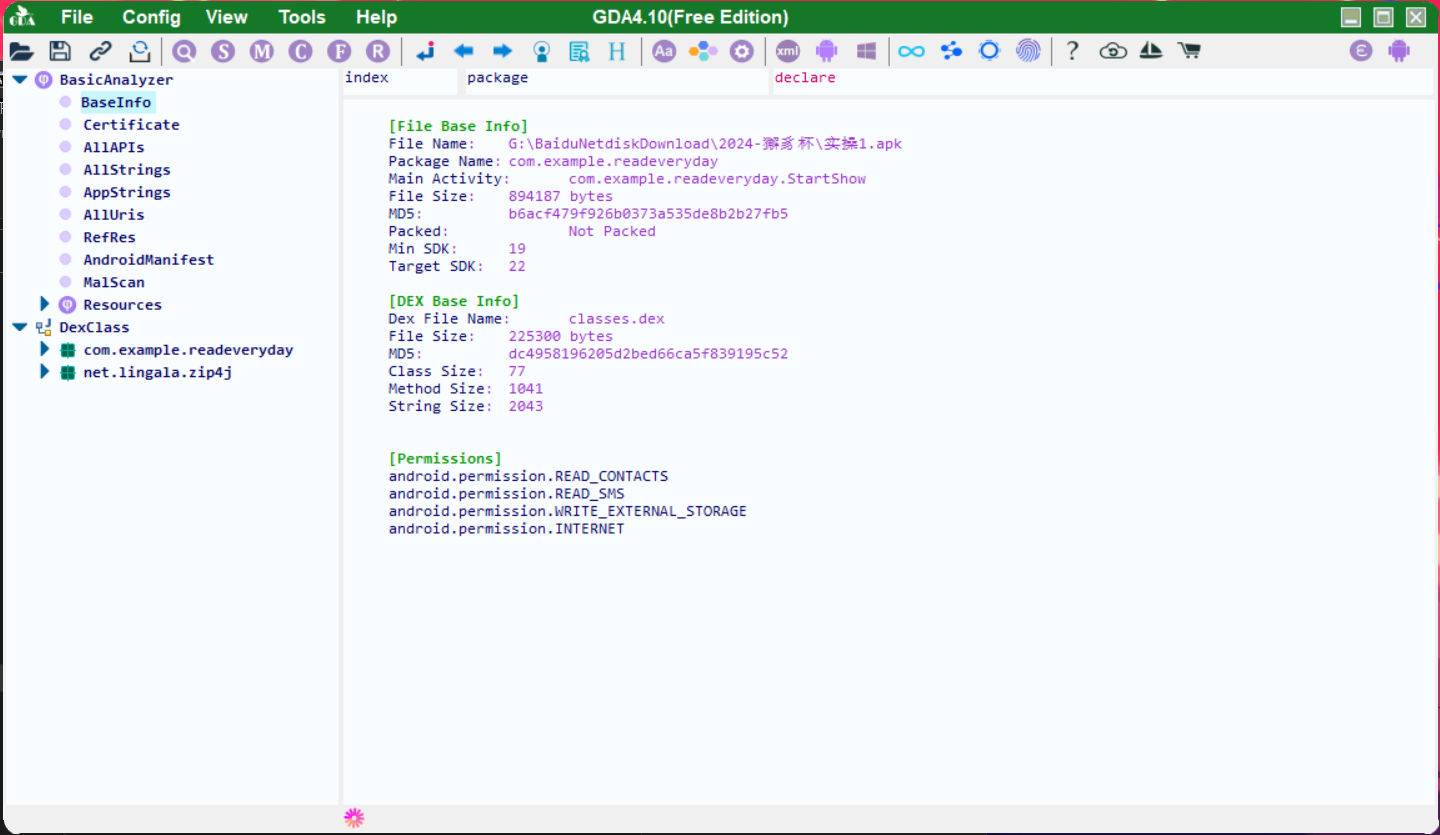 GDA File Config View Tools Help GDA4.10(Free Edition)
Q S M C F R H Aa xml ? ε
BasicAnalyzer
BaseInfo
Certificate
AllAPIs
AllStrings
AppStrings
AllUris
RefRes
AndroidManifest
MalScan
Resources
DexClass
com.example.readeveryday
net.lingala.zip4j
index package declare
[File Base Info]
File Name: G:\BaiduNetdiskDownload\2024-獬豸杯\实操1.apk
Package Name: com.example.readeveryday
Main Activity: com.example.readeveryday.StartShow
File Size: 894187 bytes
MD5: b6acf479f926b0373a535de8b2b27fb5
Packed: Not Packed
Min SDK: 19
Target SDK: 22
[DEX Base Info]
Dex File Name: classes.dex
File Size: 225300 bytes
MD5: dc4958196205d2bed66ca5f839195c52
Class Size: 77
Method Size: 1041
String Size: 2043
[Permissions]
android.permission.READ_CONTACTS
android.permission.READ_SMS
android.permission.WRITE_EXTERNAL_STORAGE
android.permission.INTERNET